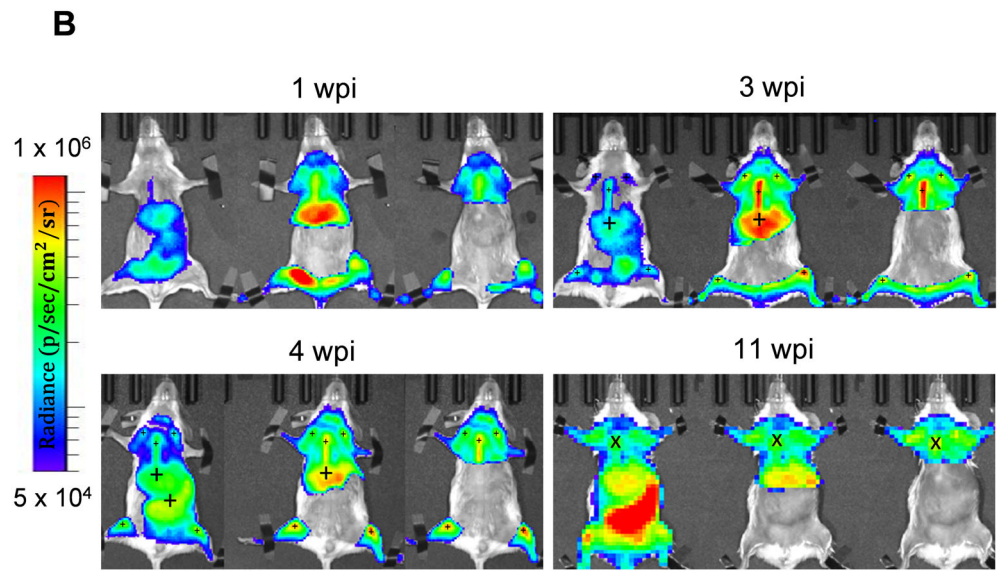 B
1 wpi
3 wpi
1 x 10⁶
Radiance (p/sec/cm²/sr)
5 x 10⁴
4 wpi
11 wpi